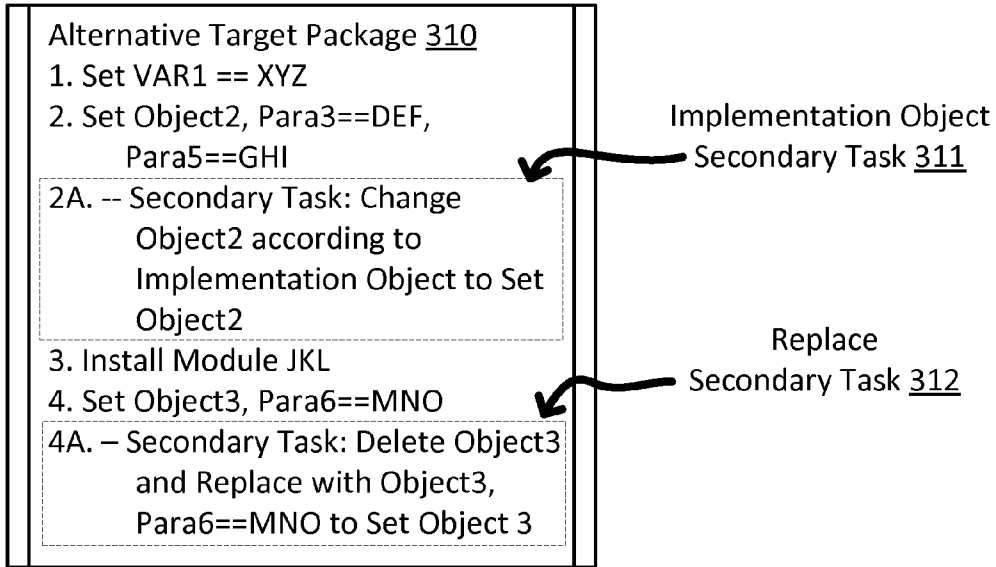 Alternative Target Package 310
1. Set VAR1 == XYZ
2. Set Object2, Para3==DEF,
Para5==GHI
2A. -- Secondary Task: Change
Object2 according to
Implementation Object to Set
Object2
3. Install Module JKL
4. Set Object3, Para6==MNO
4A. – Secondary Task: Delete Object3
and Replace with Object3,
Para6==MNO to Set Object 3
Implementation Object
Secondary Task 311
Replace
Secondary Task 312